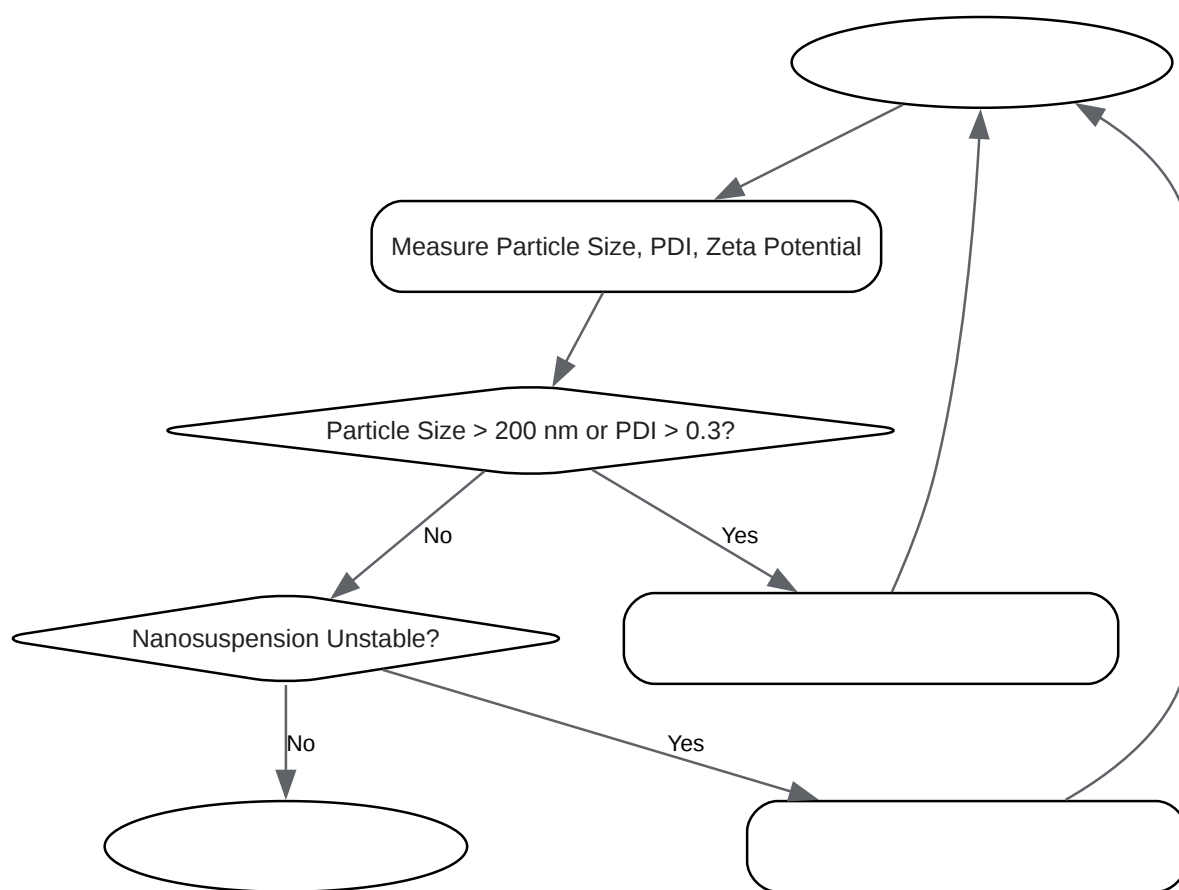 Measure Particle Size, PDI, Zeta Potential
Particle Size > 200 nm or PDI > 0.3?
No
Yes
Nanosuspension Unstable?
No
Yes